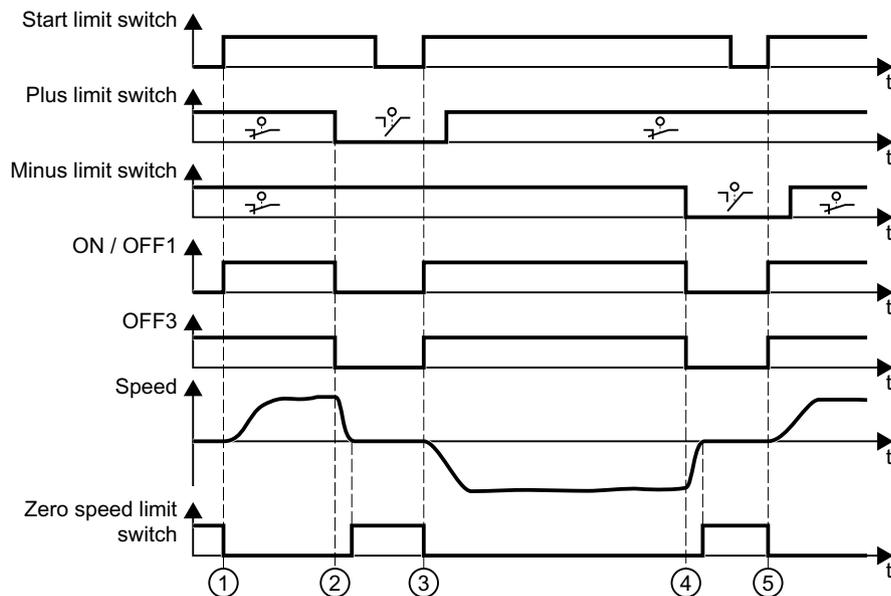 Start limit switch
t
Plus limit switch
t
Minus limit switch
t
ON / OFF1
t
OFF3
t
Speed
t
Zero speed limit
switch
t
1 2 3 4 5